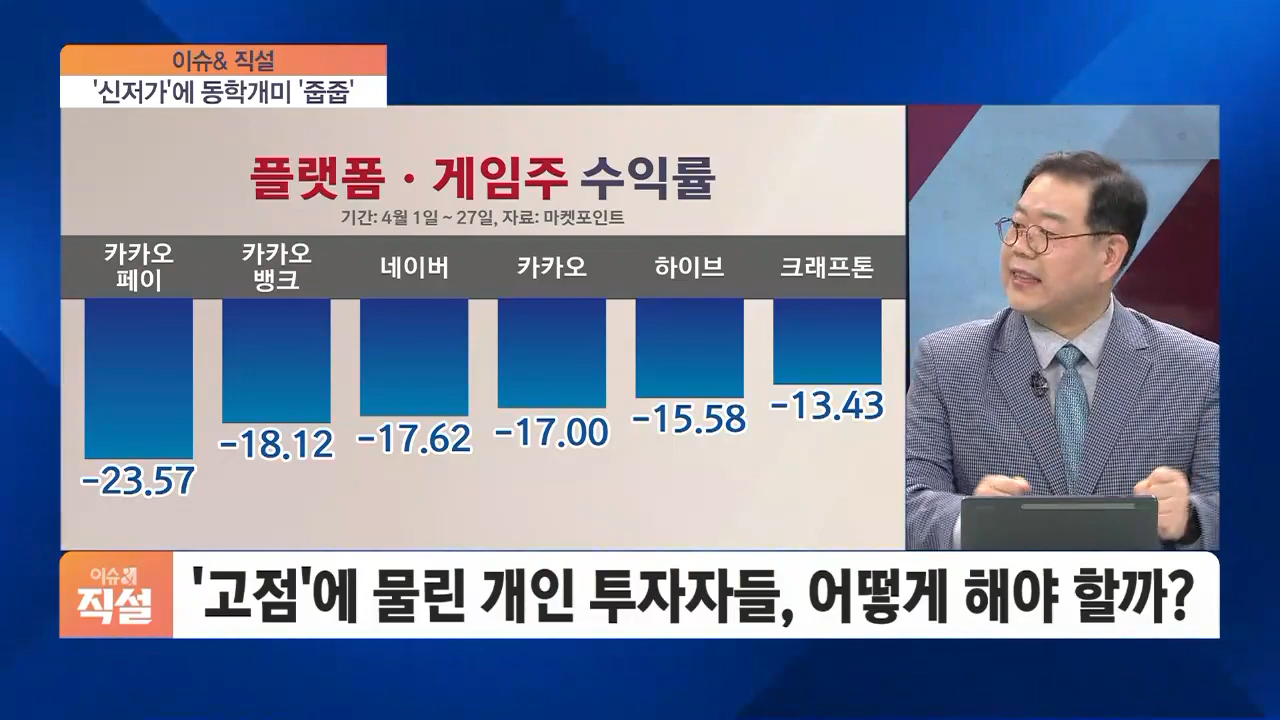 이슈& 직설
'신저가'에 동학개미 '줍줍'
플랫폼 · 게임주 수익률
기간: 4월 1일 ~ 27일, 자료: 마켓포인트
카카오
페이
카카오
뱅크
네이버
카카오
하이브
크래프톤
-23.57
-18.12
-17.62
-17.00
-15.58
-13.43
이슈&
직설
'고점'에 물린 개인 투자자들, 어떻게 해야 할까?